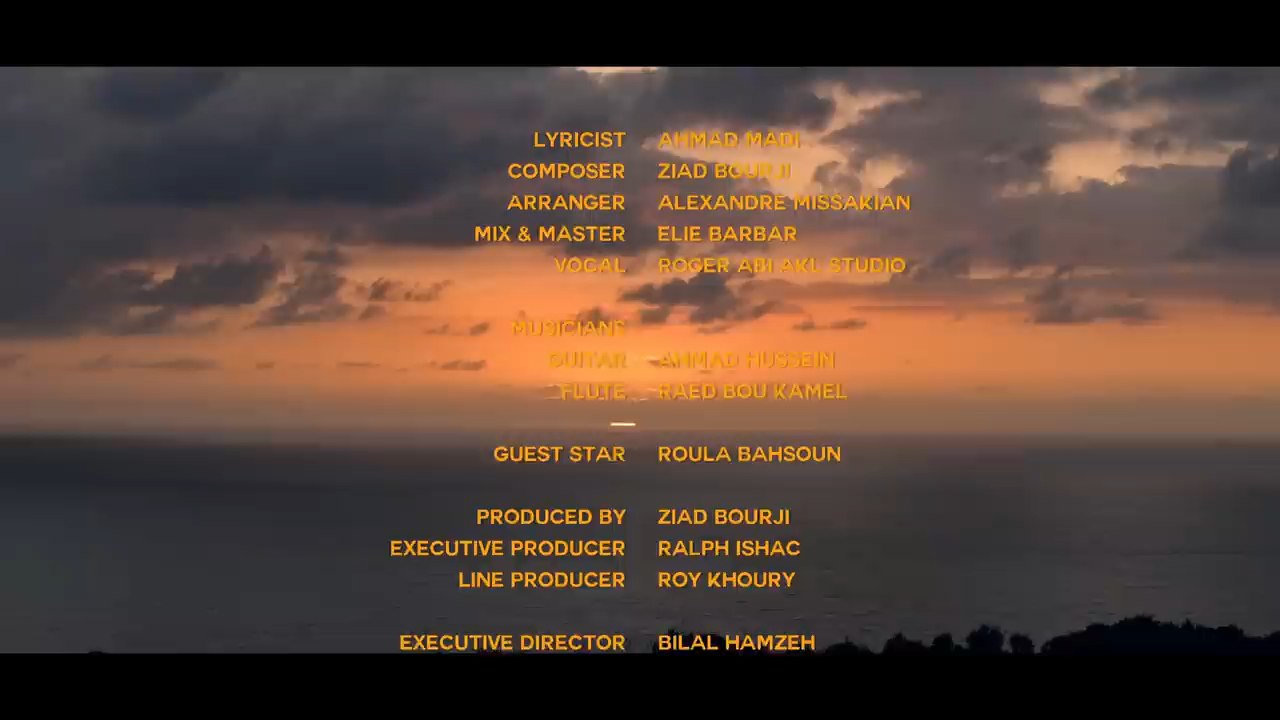 LYRICIST AHMAD MADI
COMPOSER ZIAD BOURJI
ARRANGER ALEXANDRE MISSAKIAN
MIX & MASTER ELIE BARBAR
VOCAL ROGER ABI AKL STUDIO
MUSICIANS
GUITAR AHMAD HUSSEIN
FLUTE RAED BOU KAMEL
GUEST STAR ROULA BAHSOUN
PRODUCED BY ZIAD BOURJI
EXECUTIVE PRODUCER RALPH ISHAC
LINE PRODUCER ROY KHOURY
EXECUTIVE DIRECTOR BILAL HAMZEH